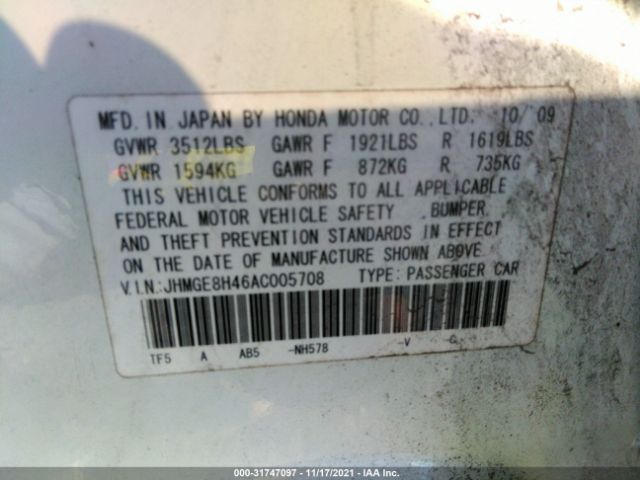 MFD. IN JAPAN BY HONDA MOTOR CO., LTD. 10/ 09
GVWR 3512LBS GAWR F 1921LBS R 1619LBS
GVWR 1594KG GAWR F 872KG R 735KG
THIS VEHICLE CONFORMS TO ALL APPLICABLE
FEDERAL MOTOR VEHICLE SAFETY , BUMPER,
AND THEFT PREVENTION STANDARDS IN EFFECT
ON THE DATE OF MANUFACTURE SHOWN ABOVE.
V.I.N.:JHMGE8H46AC005708 TYPE: PASSENGER CAR
TF5 A AB5 -NH578 -V -G
000-31747097 - 11/17/2021 - IAA Inc.